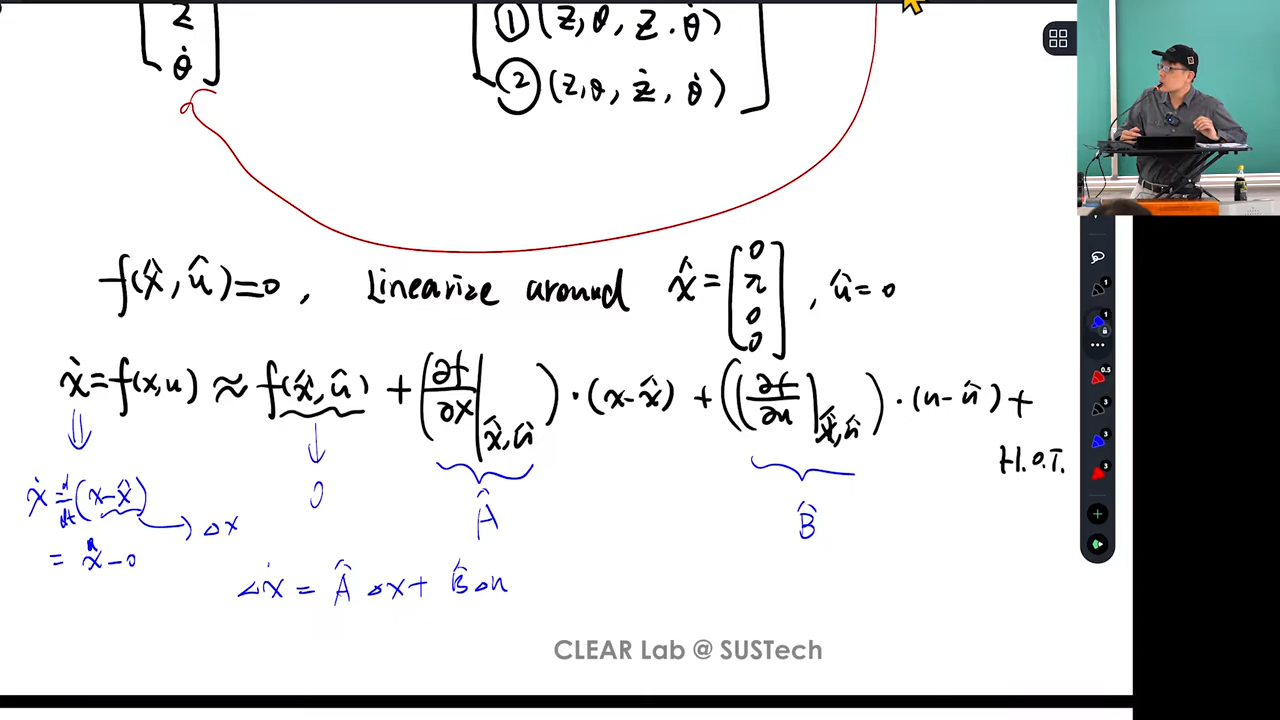 ż
θ̇
① (z, θ, ż, θ̇)
② (z, θ, ż, θ̇)
f(x̂, û)=0 , Linearize around x̂ = [0 π 0 0] , û = 0
ẋ = f(x,u) ≈ f(x̂, û) + (∂f/∂x |x̂, û) · (x-x̂) + ((∂f/∂u |x̂, û) · (u-û) +
H.O.T.
ẋ = d/dt (x-x̂) → Δx
0
Â
B̂
= ẋ - 0
Δẋ = Â Δx + B̂ Δu
CLEAR Lab @ SUSTech